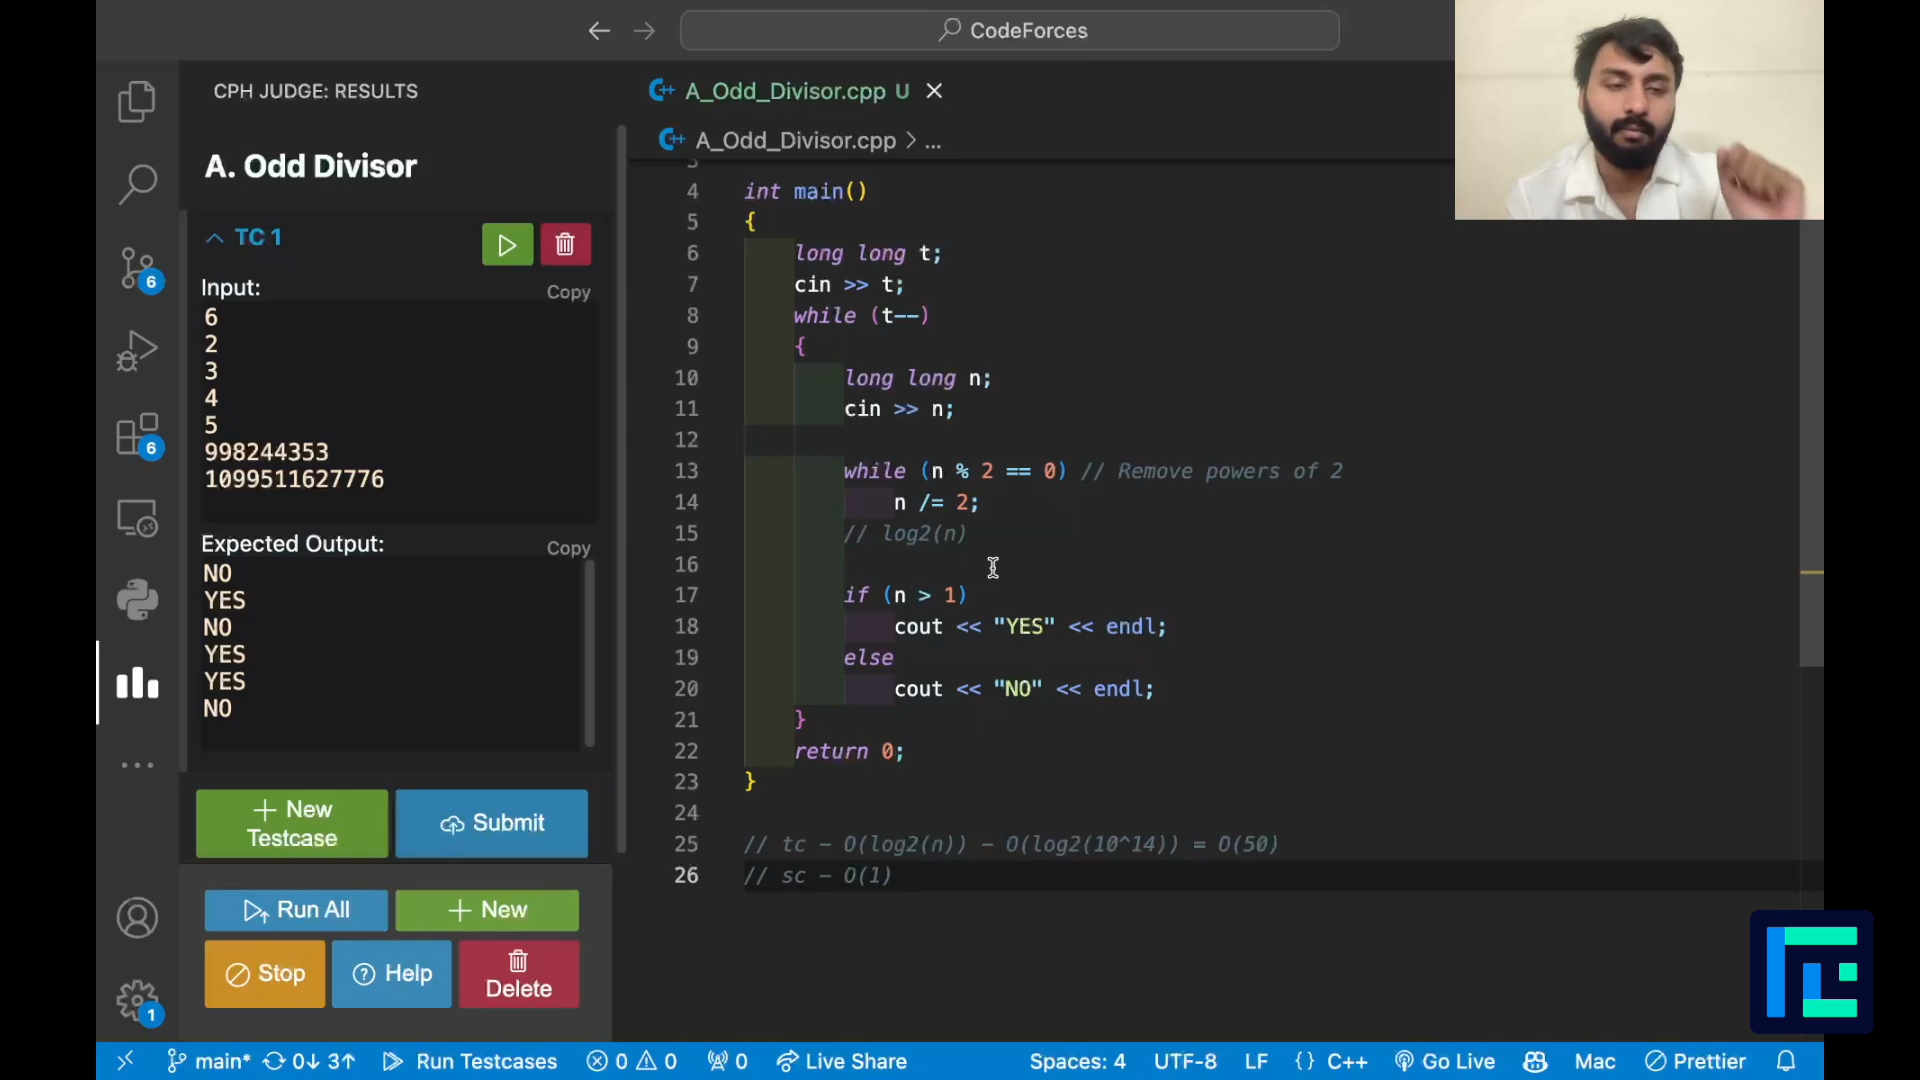 CodeForces
CPH JUDGE: RESULTS
A_Odd_Divisor.cpp U
A_Odd_Divisor.cpp > ...
A. Odd Divisor
TC 1
Input:
Copy
6
2
3
4
5
998244353
1099511627776
Expected Output:
Copy
NO
YES
NO
YES
YES
NO
+ New Testcase
Submit
Run All
+ New
Stop
Help
Delete
6
6
1
4 int main()
5 {
6 long long t;
7 cin >> t;
8 while (t--)
9 {
10 long long n;
11 cin >> n;
12
13 while (n % 2 == 0) // Remove powers of 2
14 n /= 2;
15 // log2(n)
16
17 if (n > 1)
18 cout << "YES" << endl;
19 else
20 cout << "NO" << endl;
21 }
22 return 0;
23 }
24
25 // tc - O(log2(n)) - O(log2(10^14)) = O(50)
26 // sc - O(1)
main* 0↓ 3↑ Run Testcases 0 0 0 Live Share Spaces: 4 UTF-8 LF {} C++ Go Live Mac Prettier